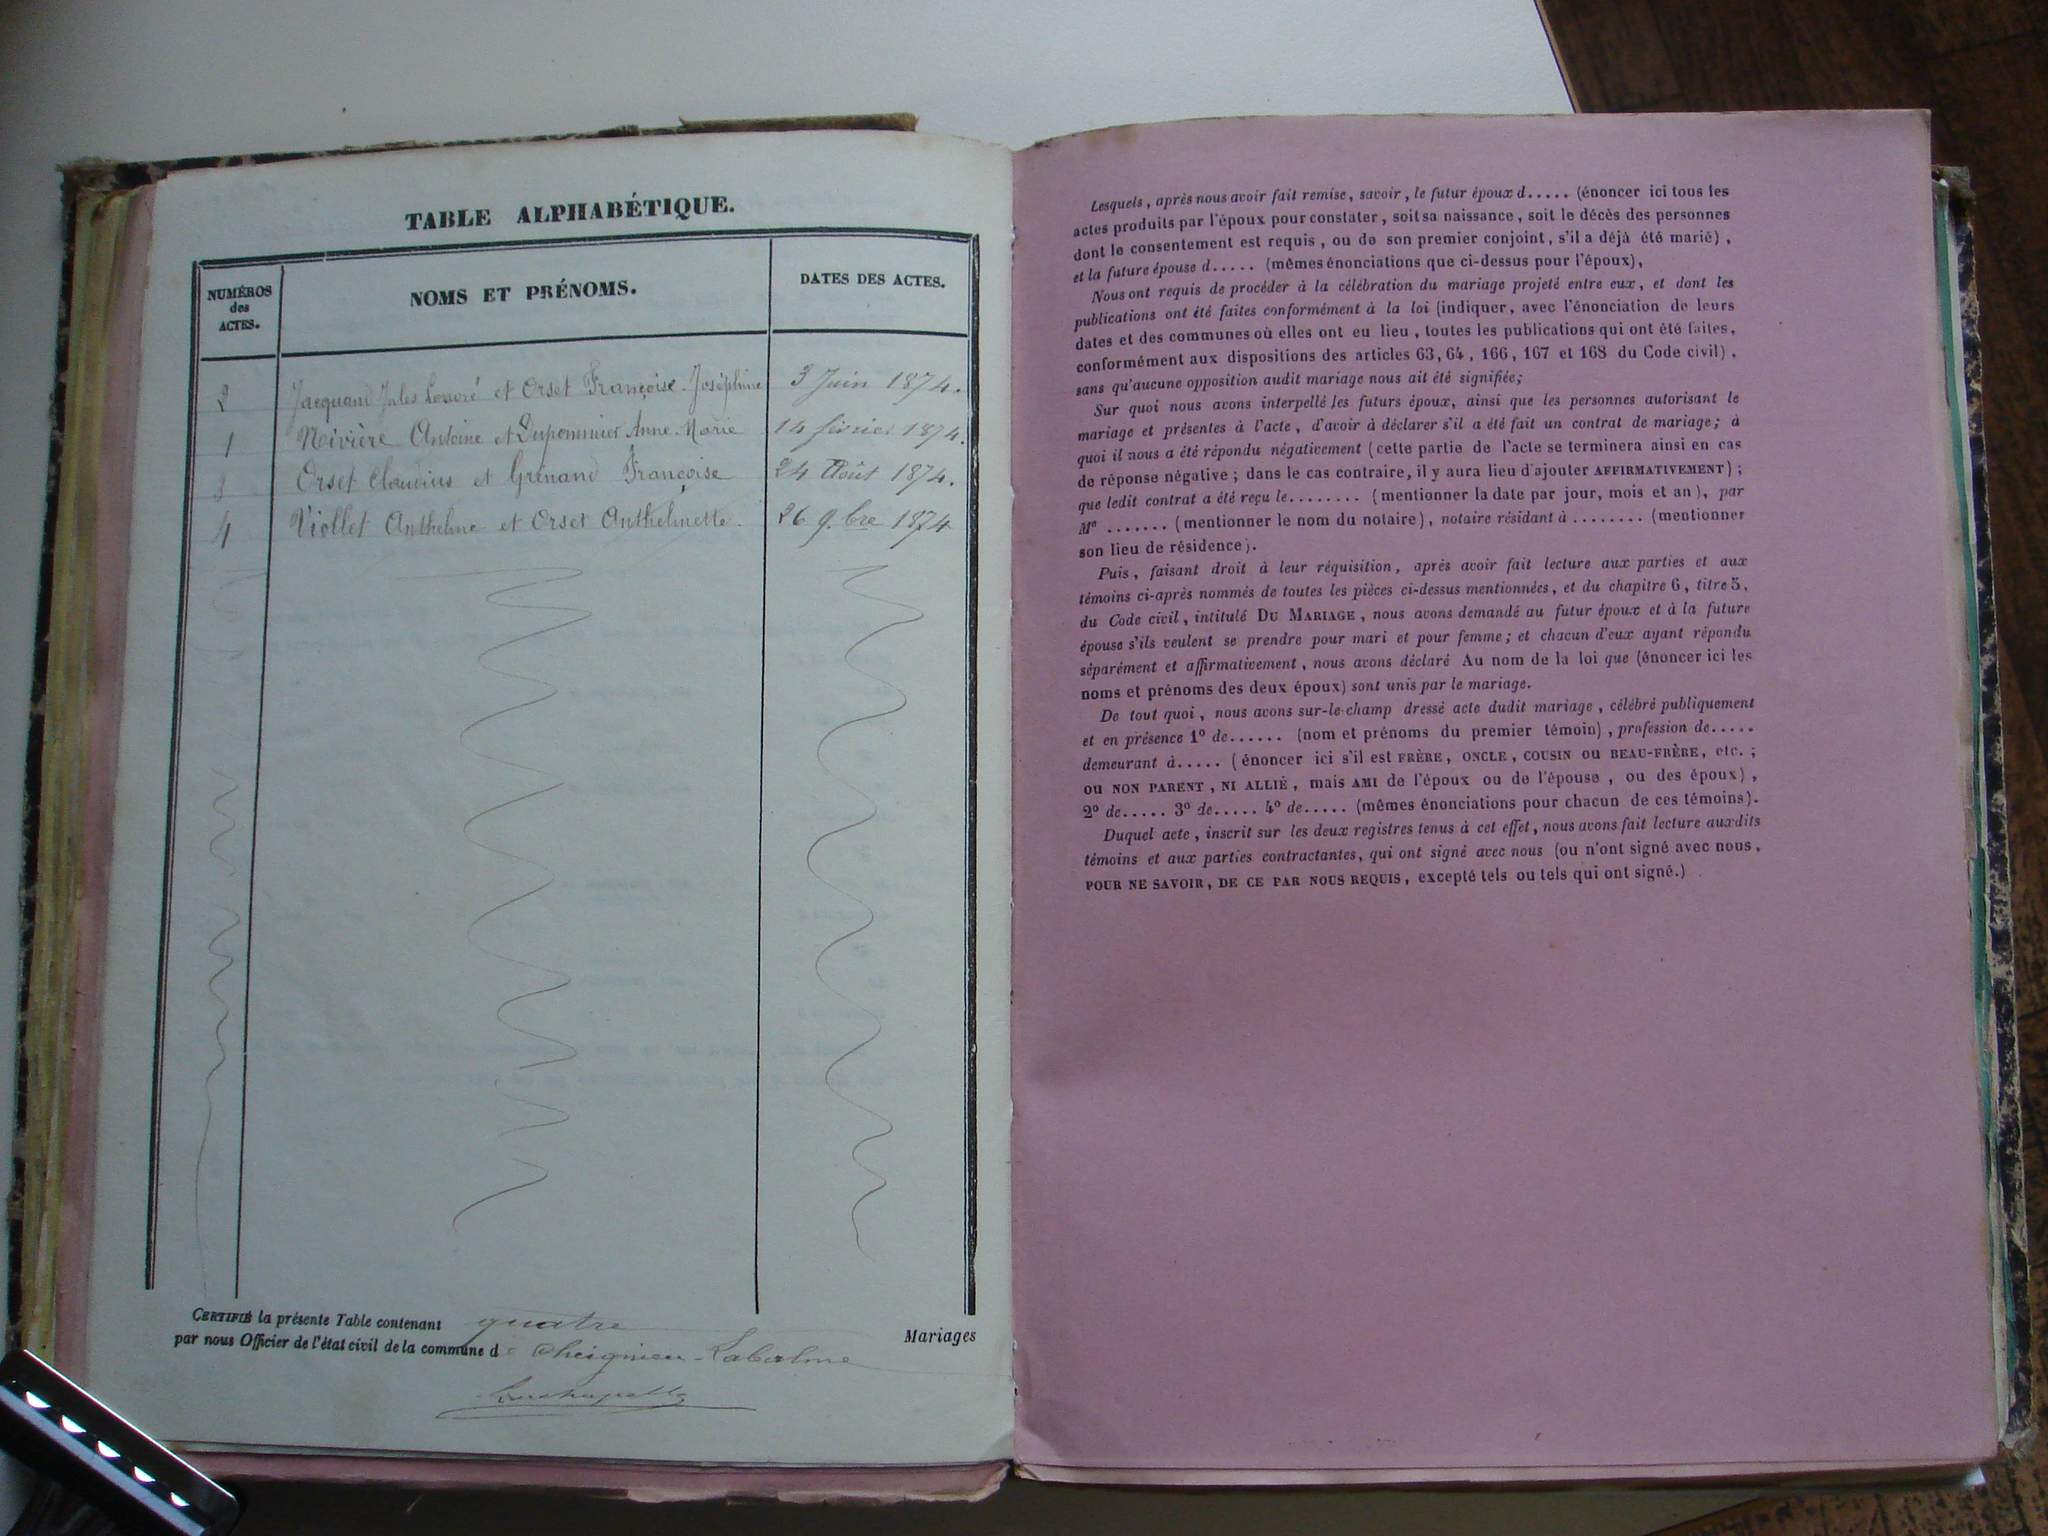 TABLE ALPHABÉTIQUE.
NUMÉROS
des
ACTES.
NOMS ET PRÉNOMS.
DATES DES ACTES.
2 Jacquand Jules et Orset Françoise-Joséphine 3 Juin 1874.
1 Antoine et Anne-Marie 14 février 1874.
3 Orset Claudius et Grinand Françoise 24 Août 1874.
4 Viollet Anthelme et Orset Anthelmette. 26 9.bre 1874
CERTIFIÉ la présente Table contenant quatre Mariages
par nous Officier de l'état civil de la commune de Cheignieu-Labalme
Lesquels, après nous avoir fait remise, savoir, le futur époux d..... (énoncer ici tous les
actes produits par l'époux pour constater, soit sa naissance, soit le décès des personnes
dont le consentement est requis, ou de son premier conjoint, s'il a déjà été marié),
et la future épouse d..... (mêmes énonciations que ci-dessus pour l'époux),
Nous ont requis de procéder à la célébration du mariage projeté entre eux, et dont les
publications ont été faites conformément à la loi (indiquer, avec l'énonciation de leurs
dates et des communes où elles ont eu lieu, toutes les publications qui ont été faites,
conformément aux dispositions des articles 63, 64, 166, 167 et 168 du Code civil),
sans qu'aucune opposition audit mariage nous ait été signifiée;
Sur quoi nous avons interpellé les futurs époux, ainsi que les personnes autorisant le
mariage et présentes à l'acte, d'avoir à déclarer s'il a été fait un contrat de mariage; à
quoi il nous a été répondu négativement (cette partie de l'acte se terminera ainsi en cas
de réponse négative; dans le cas contraire, il y aura lieu d'ajouter AFFIRMATIVEMENT);
que ledit contrat a été reçu le........ (mentionner la date par jour, mois et an), par
Me ....... (mentionner le nom du notaire), notaire résidant à ........ (mentionner
son lieu de résidence).
Puis, faisant droit à leur réquisition, après avoir fait lecture aux parties et aux
témoins ci-après nommés de toutes les pièces ci-dessus mentionnées, et du chapitre 6, titre 5,
du Code civil, intitulé DU MARIAGE, nous avons demandé au futur époux et à la future
épouse s'ils veulent se prendre pour mari et pour femme; et chacun d'eux ayant répondu
séparément et affirmativement, nous avons déclaré Au nom de la loi que (énoncer ici les
noms et prénoms des deux époux) sont unis par le mariage.
De tout quoi, nous avons sur-le-champ dressé acte dudit mariage, célébré publiquement
et en présence 1º de...... (nom et prénoms du premier témoin), profession de.....
demeurant à..... (énoncer ici s'il est FRÈRE, ONCLE, COUSIN ou BEAU-FRÈRE, etc.;
ou NON PARENT, NI ALLIÉ, mais AMI de l'époux ou de l'épouse, ou des époux),
2º de..... 3º de..... 4º de..... (mêmes énonciations pour chacun de ces témoins).
Duquel acte, inscrit sur les deux registres tenus à cet effet, nous avons fait lecture auxdits
témoins et aux parties contractantes, qui ont signé avec nous (ou n'ont signé avec nous,
POUR NE SAVOIR, DE CE PAR NOUS REQUIS, excepté tels ou tels qui ont signé.)